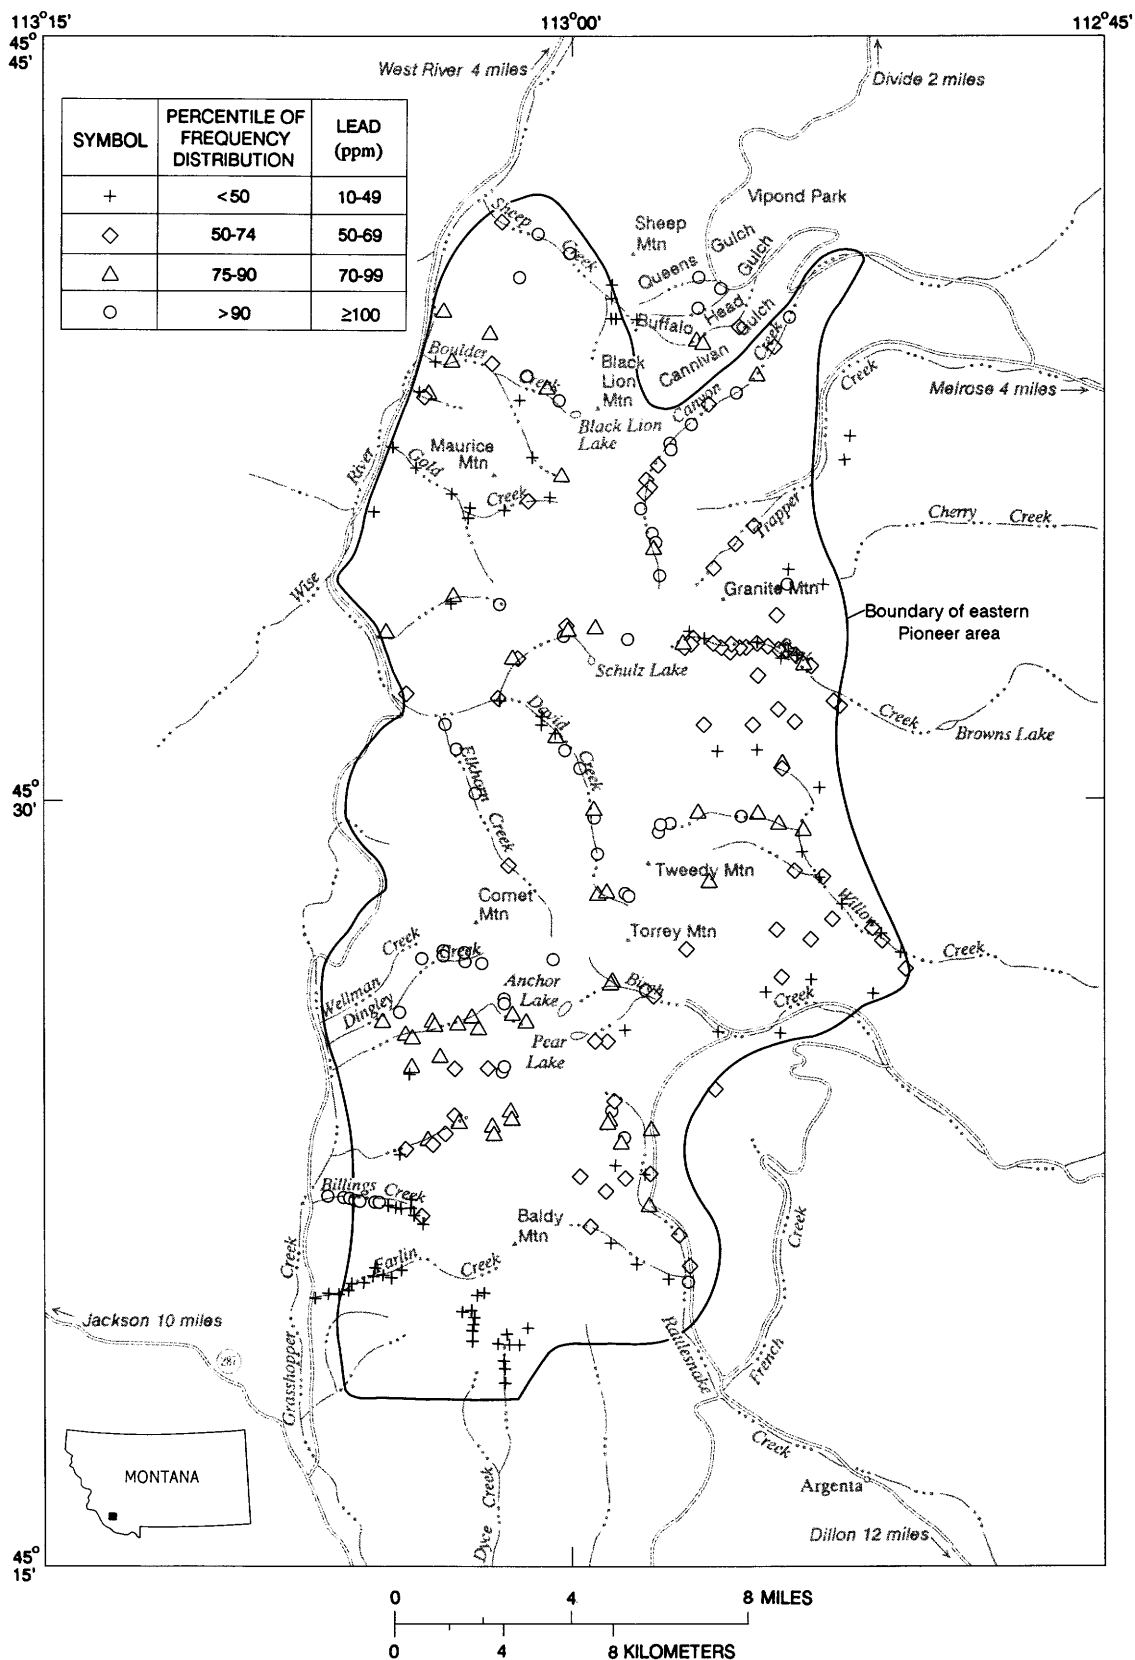 113°15'
113°00'
112°45'
45°
45'
West River 4 miles
Divide 2 miles
SYMBOL
PERCENTILE OF
FREQUENCY
DISTRIBUTION
LEAD
(ppm)
<50
10-49
50-74
50-69
75-90
70-99
>90
≥100
Vipond Park
Sheep
Creek
Sheep
Mtn
Queens Gulch
Buffalo Head Gulch
Cannivan Gulch
Boulder
Creek
Black
Lion
Mtn
Black Lion
Lake
Canyon Creek
Creek
Melrose 4 miles
River
Maurice
Mtn
Gold
Creek
Trapper
Cherry Creek
Wise
Granite Mtn
Boundary of eastern
Pioneer area
Schulz Lake
David
Creek
Creek
Browns Lake
Elkhorn
Creek
45°
30'
Tweedy Mtn
Comet
Mtn
Willow
Torrey Mtn
Creek
Creek
Creek
Wellman
Dingley
Anchor
Lake
Birch
Creek
Pear
Lake
Billings Creek
Baldy
Mtn
Creek
Farlin
Creek
Creek
Jackson 10 miles
Rattlesnake
French
Grasshopper
Creek
MONTANA
Argenta
Dyce Creek
Dillon 12 miles
45°
15'
0 4 8 MILES
0 4 8 KILOMETERS